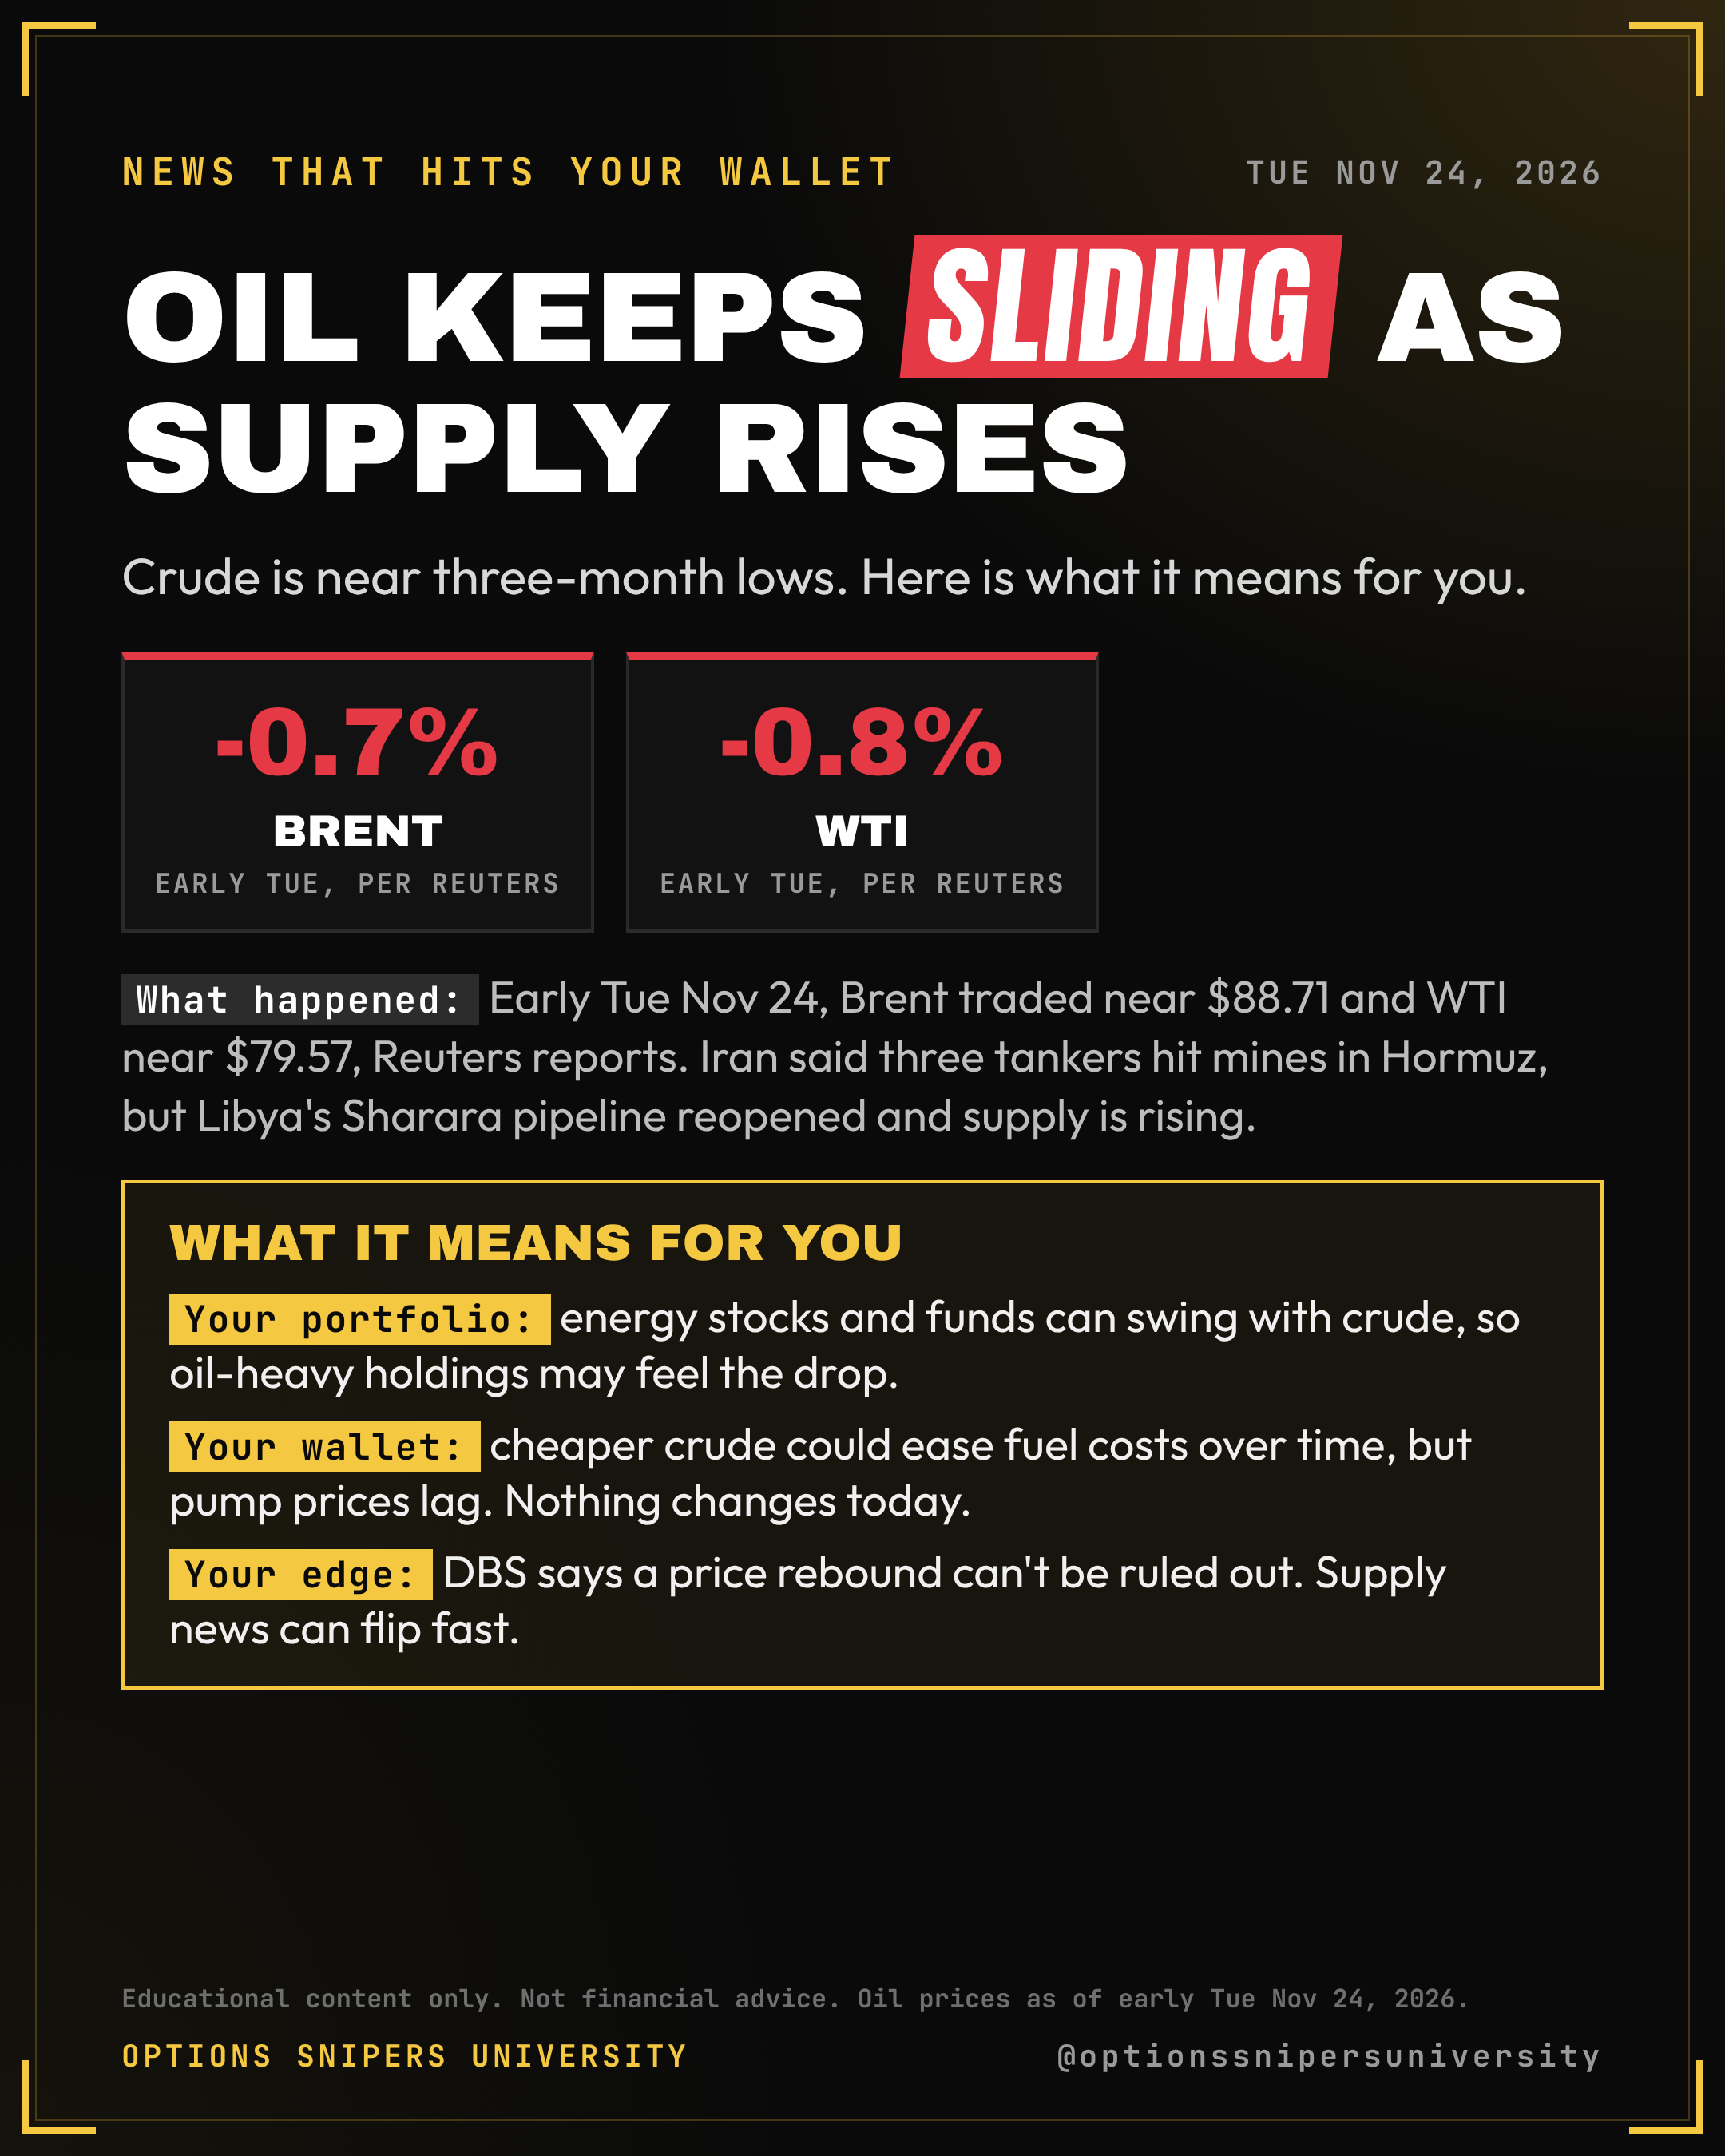 NEWS THAT HITS YOUR WALLET
TUE NOV 24, 2026
OIL KEEPS SLIDING AS
SUPPLY RISES
Crude is near three-month lows. Here is what it means for you.
-0.7%
BRENT
EARLY TUE, PER REUTERS
-0.8%
WTI
EARLY TUE, PER REUTERS
What happened: Early Tue Nov 24, Brent traded near $88.71 and WTI
near $79.57, Reuters reports. Iran said three tankers hit mines in Hormuz,
but Libya's Sharara pipeline reopened and supply is rising.
WHAT IT MEANS FOR YOU
Your portfolio: energy stocks and funds can swing with crude, so
oil-heavy holdings may feel the drop.
Your wallet: cheaper crude could ease fuel costs over time, but
pump prices lag. Nothing changes today.
Your edge: DBS says a price rebound can't be ruled out. Supply
news can flip fast.
Educational content only. Not financial advice. Oil prices as of early Tue Nov 24, 2026.
OPTIONS SNIPERS UNIVERSITY
@optionssnipersuniversity